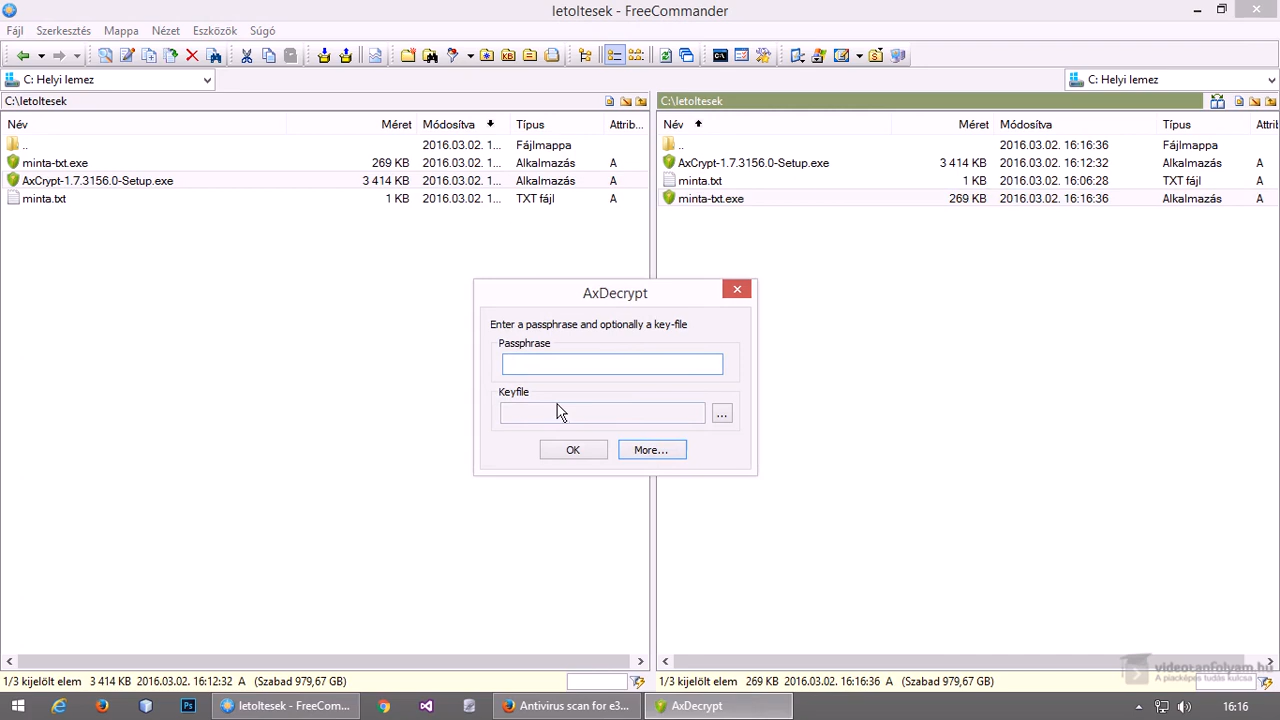 letoltesek - FreeCommander
Fájl Szerkesztés Mappa Nézet Eszközök Súgó
C: Helyi lemez
C: Helyi lemez
C:\letoltesek
C:\letoltesek
Név Méret Módosítva Típus Attrib...
.. 2016.03.02. 1... Fájlmappa
minta-txt.exe 269 KB 2016.03.02. 1... Alkalmazás A
AxCrypt-1.7.3156.0-Setup.exe 3 414 KB 2016.03.02. 1... Alkalmazás A
minta.txt 1 KB 2016.03.02. 1... TXT fájl A
Név Méret Módosítva Típus Attrib
.. 2016.03.02. 16:16:36 Fájlmappa
AxCrypt-1.7.3156.0-Setup.exe 3 414 KB 2016.03.02. 16:12:32 Alkalmazás A
minta.txt 1 KB 2016.03.02. 16:06:28 TXT fájl A
minta-txt.exe 269 KB 2016.03.02. 16:16:36 Alkalmazás A
AxDecrypt
Enter a passphrase and optionally a key-file
Passphrase
Keyfile
...
OK More...
1/3 kijelölt elem 3 414 KB 2016.03.02. 16:12:32 A (Szabad 979,67 GB)
1/3 kijelölt elem 269 KB 2016.03.02. 16:16:36 A (Szabad 979,67 GB)
videotanfolyam.hu
A piacképes tudás kulcsa
letoltesek - FreeCom... Antivirus scan for e3... AxDecrypt 16:16